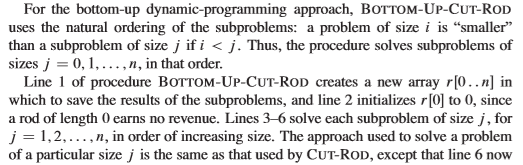 For the bottom-up dynamic-programming approach, BOTTOM-UP-CUT-ROD
uses the natural ordering of the subproblems: a problem of size i is “smaller”
than a subproblem of size j if i < j. Thus, the procedure solves subproblems of
sizes j = 0, 1, . . . , n, in that order.
Line 1 of procedure BOTTOM-UP-CUT-ROD creates a new array r[0 . . n] in
which to save the results of the subproblems, and line 2 initializes r[0] to 0, since
a rod of length 0 earns no revenue. Lines 3–6 solve each subproblem of size j, for
j = 1, 2, . . . , n, in order of increasing size. The approach used to solve a problem
of a particular size j is the same as that used by CUT-ROD, except that line 6 now